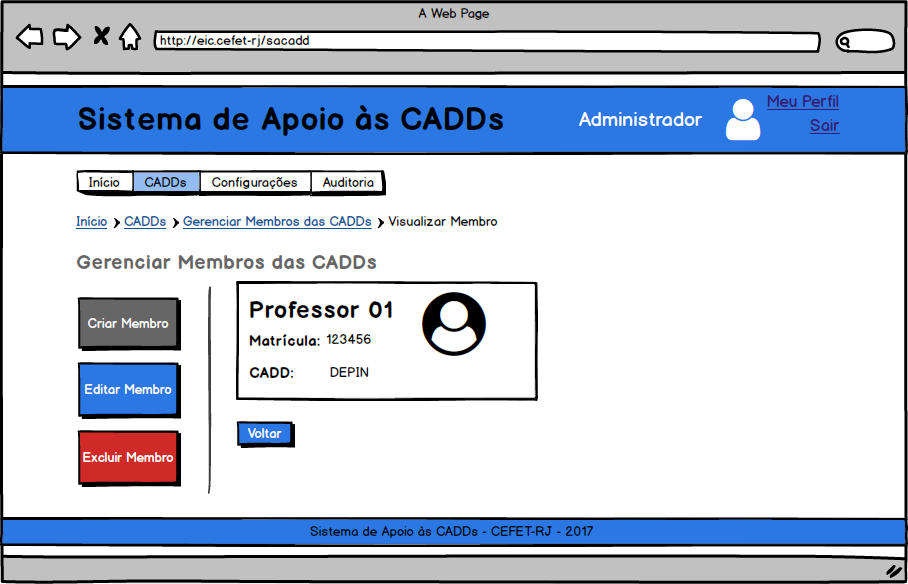 A Web Page
http://eic.cefet-rj/sacadd
Sistema de Apoio às CADDs
Administrador
Meu Perfil
Sair
Início CADDs Configurações Auditoria
Início CADDs Gerenciar Membros das CADDs Visualizar Membro
Gerenciar Membros das CADDs
Criar Membro
Editar Membro
Excluir Membro
Professor 01
Matrícula: 123456
CADD: DEPIN
Voltar
Sistema de Apoio às CADDs - CEFET-RJ - 2017